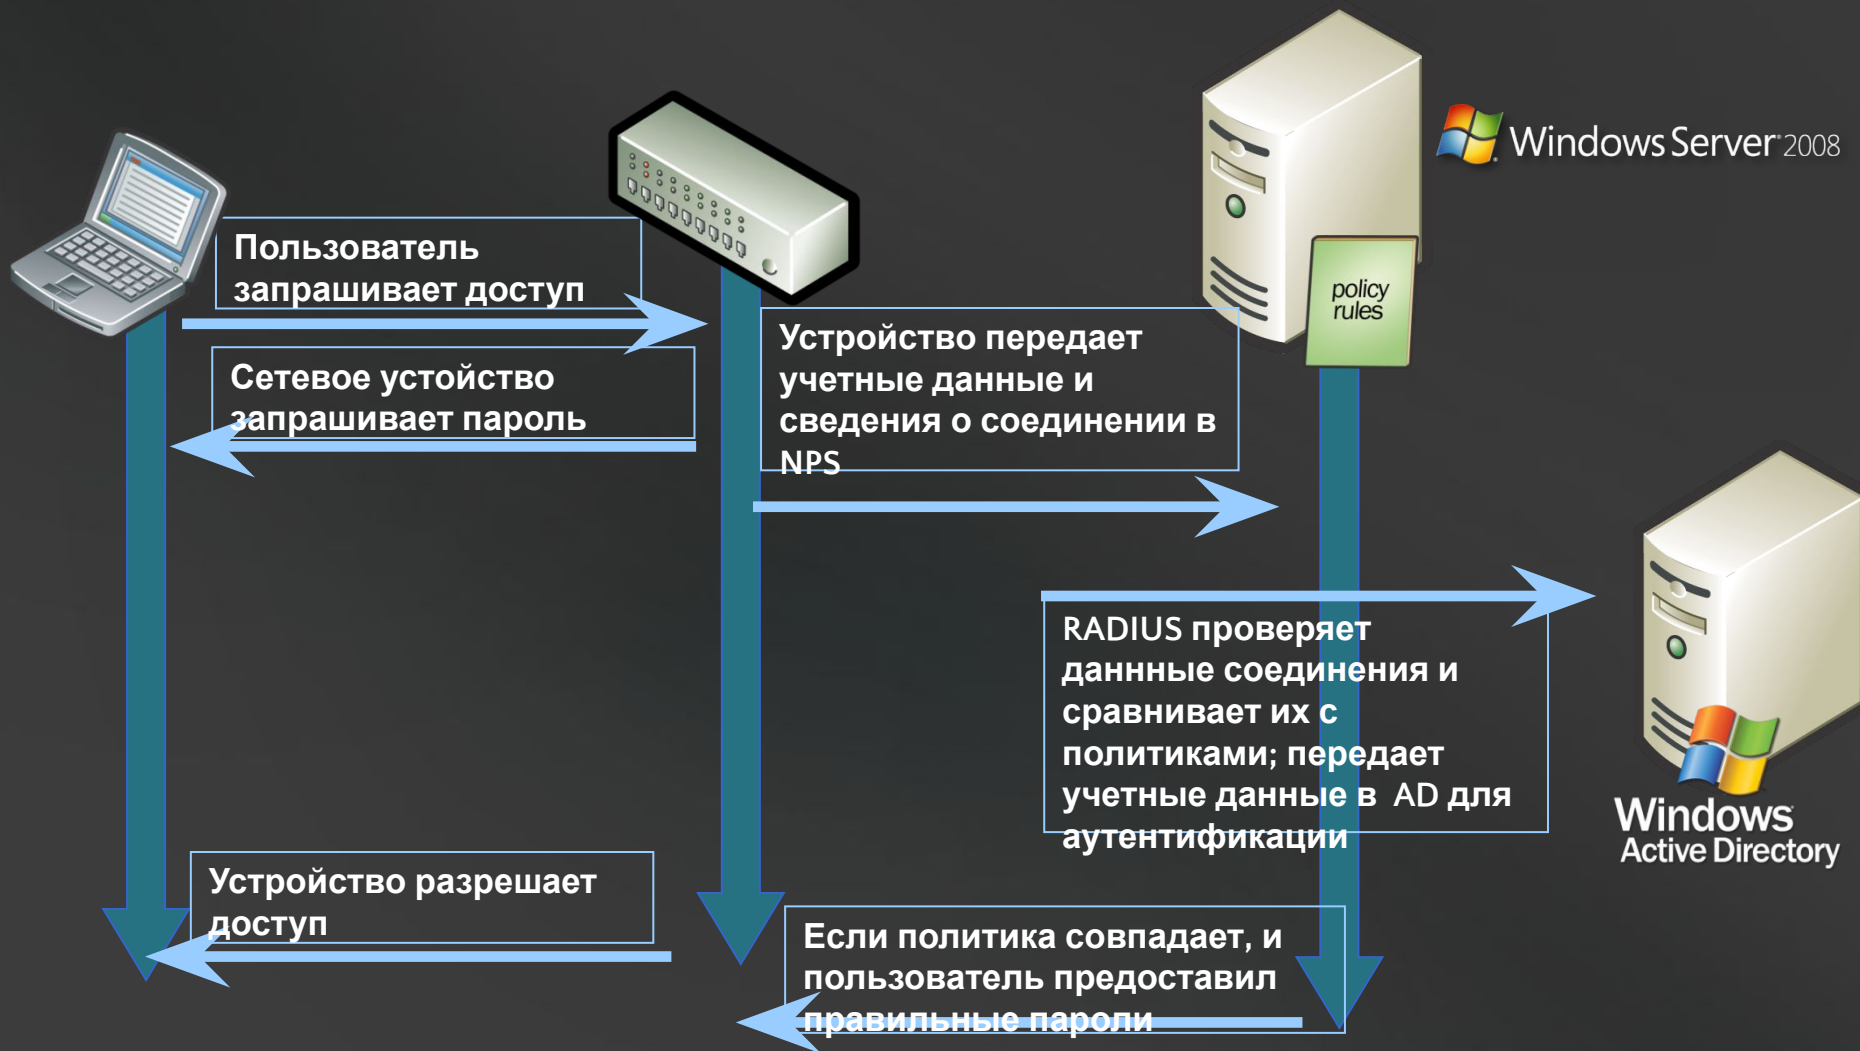 Windows Server 2008
Пользователь
запрашивает доступ
policy
rules
Устройство передает
учетные данные и
сведения о соединении в
NPS
Сетевое устойство
запрашивает пароль
RADIUS проверяет
даннные соединения и
сравнивает их с
политиками; передает
учетные данные в AD для
аутентификации
Windows
Active Directory
Устройство разрешает
доступ
Если политика совпадает, и
пользователь предоставил
правильные пароли